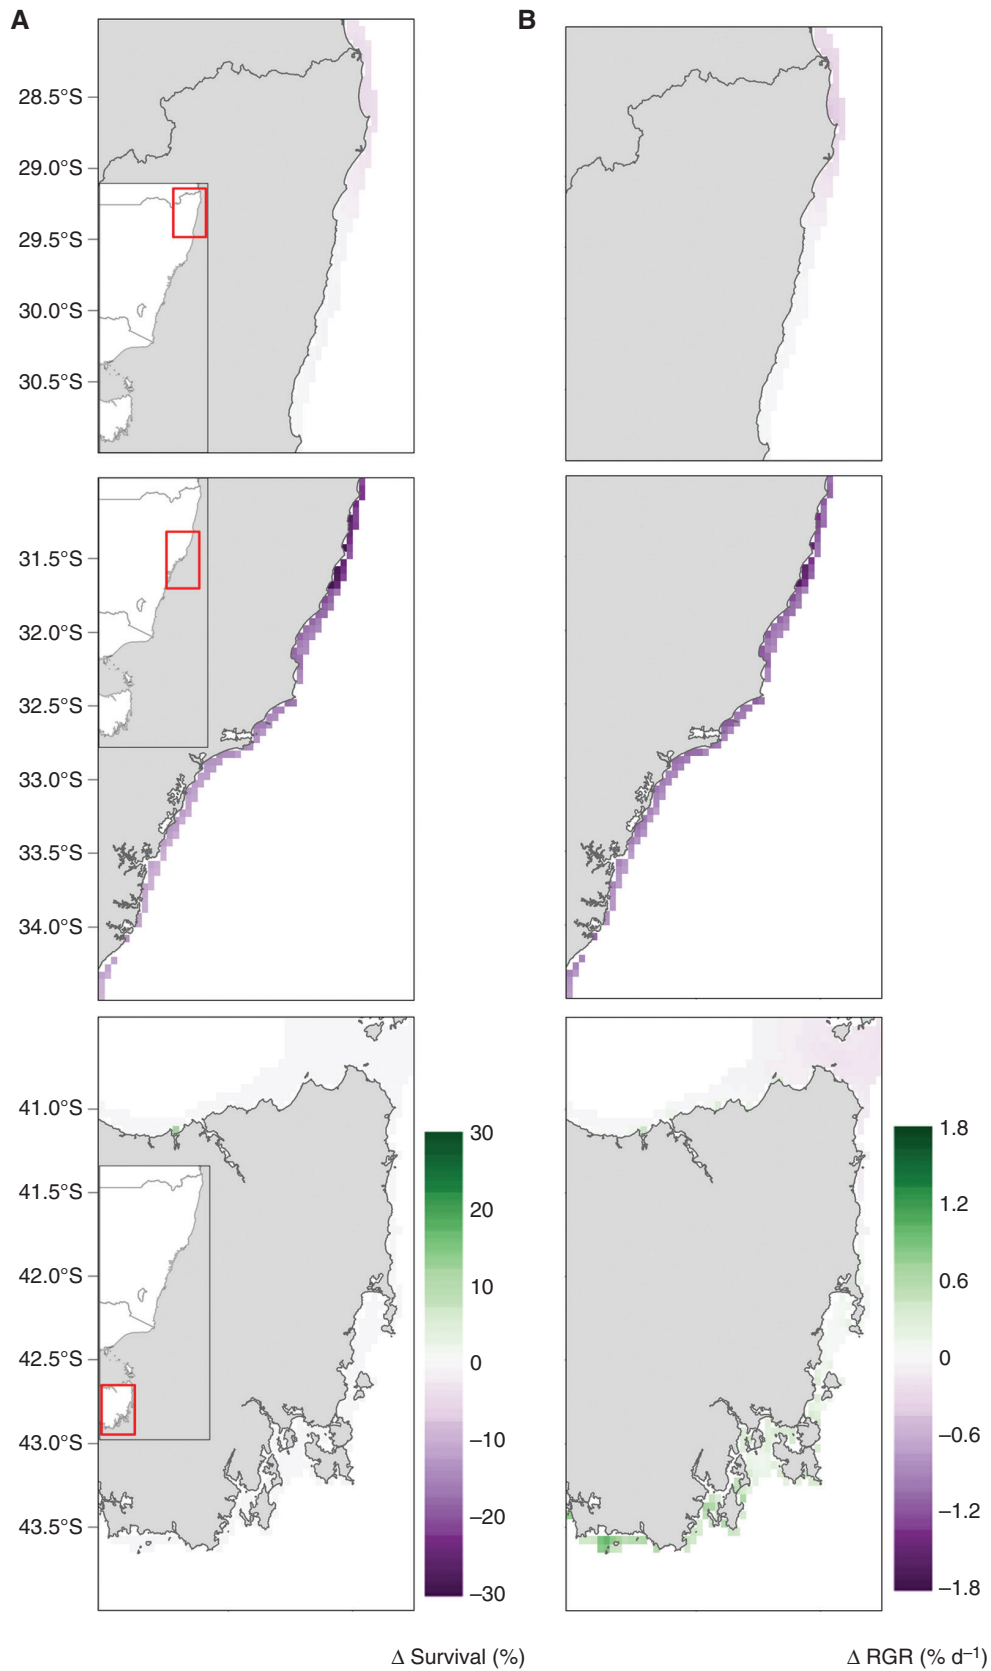 A
B
28.5°S
29.0°S
29.5°S
30.0°S
30.5°S
31.5°S
32.0°S
32.5°S
33.0°S
33.5°S
34.0°S
41.0°S
41.5°S
42.0°S
42.5°S
43.0°S
43.5°S
30
20
10
0
–10
–20
–30
1.8
1.2
0.6
0
–0.6
–1.2
–1.8
Δ Survival (%)
Δ RGR (% d⁻¹)